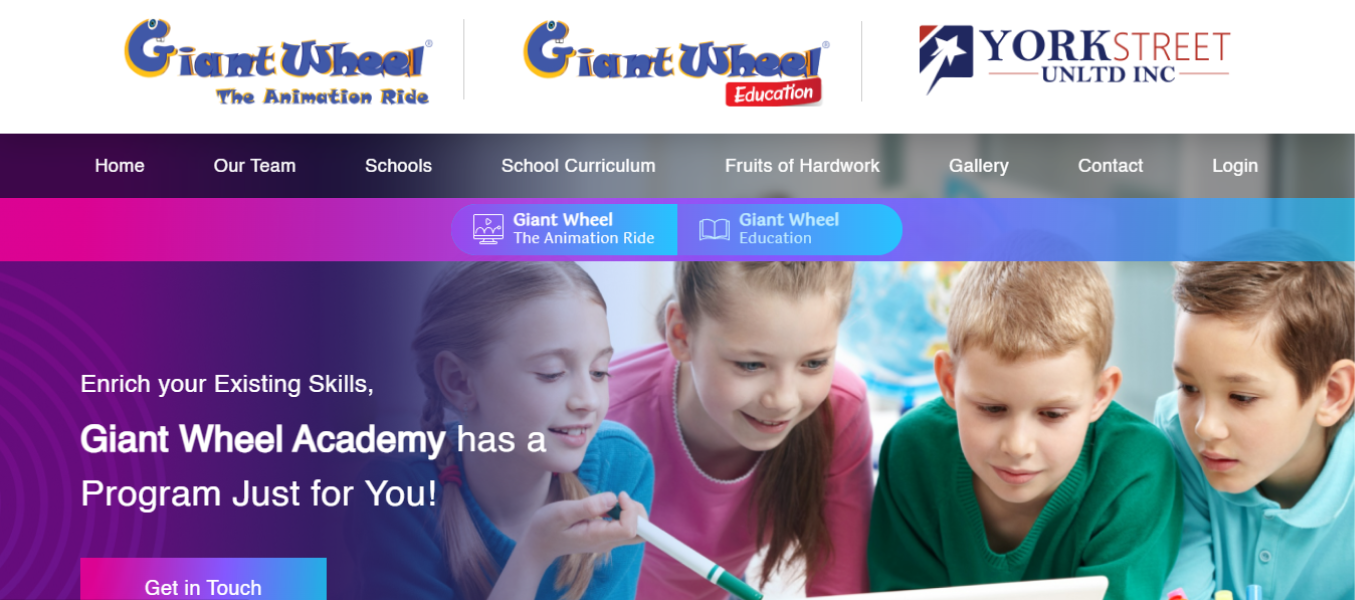 Giant Wheel®
The Animation Ride
Giant Wheel®
Education
YORKSTREET
UNLTD INC
Home Our Team Schools School Curriculum Fruits of Hardwork Gallery Contact Login
Giant Wheel
The Animation Ride
Giant Wheel
Education
Enrich your Existing Skills,
Giant Wheel Academy has a
Program Just for You!
Get in Touch